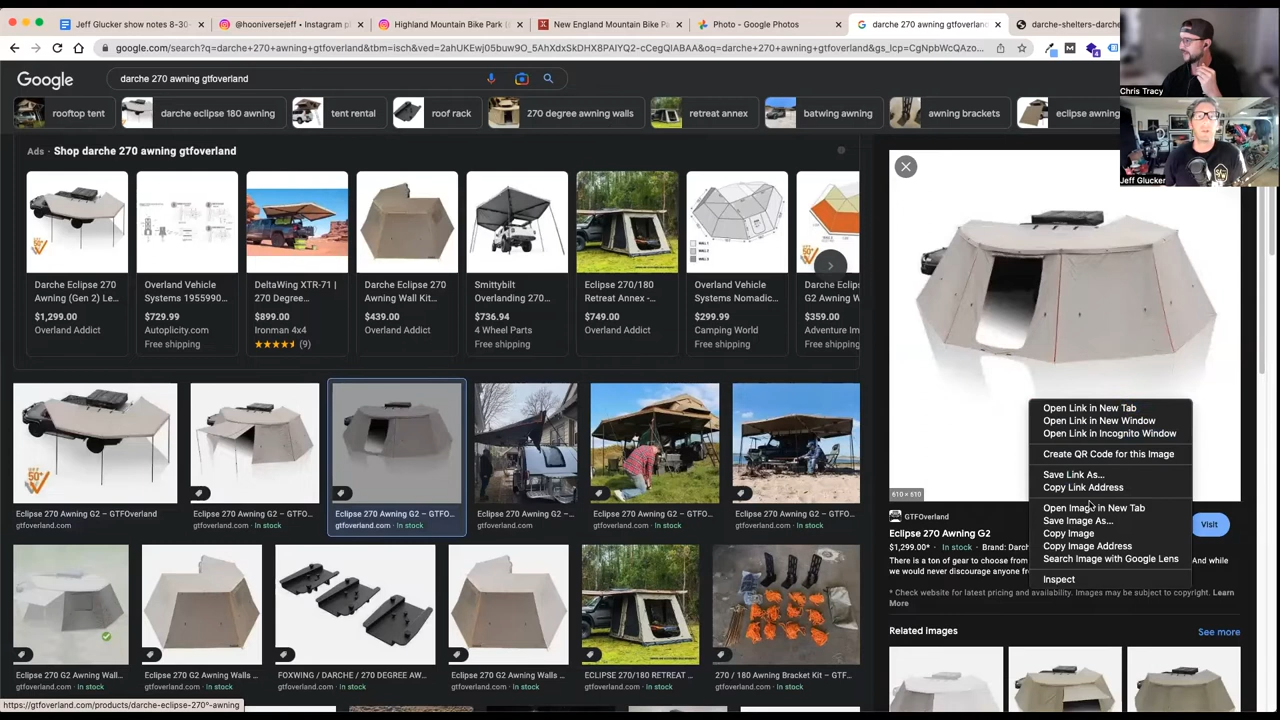 Jeff Glucker show notes 8-30-
@hooniversejeff • Instagram p
Highland Mountain Bike Park (
New England Mountain Bike Pa
Photo - Google Photos
darche 270 awning gtfoverland
darche-shelters-darche
google.com/search?q=darche+270+awning+gtfoverland&tbm=isch&ved=2ahUKEwj05buw9O_5AhXdxSkDHX8PAlYQ2-cCegQIABAA&oq=darche+270+awning+gtfoverland&gs_lcp=CgNpbWcQAzo...
Chris Tracy
Jeff Glucker
Google
darche 270 awning gtfoverland
rooftop tent
darche eclipse 180 awning
tent rental
roof rack
270 degree awning walls
retreat annex
batwing awning
awning brackets
eclipse awning
Ads · Shop darche 270 awning gtfoverland
Darche Eclipse 270
Awning (Gen 2) Le...
$1,299.00
Overland Addict
Overland Vehicle
Systems 1955990...
$729.99
Autoplicity.com
Free shipping
DeltaWing XTR-71 |
270 Degree...
$899.00
Ironman 4x4
(9)
Darche Eclipse 270
Awning Wall Kit...
$439.00
Overland Addict
Smittybilt
Overlanding 270...
$736.94
4 Wheel Parts
Free shipping
Eclipse 270/180
Retreat Annex -...
$749.00
Overland Addict
Overland Vehicle
Systems Nomadic...
$299.99
Camping World
Free shipping
Darche Eclipse 270
G2 Awning W...
$359.00
Adventure Im
Free shipping
50+
Eclipse 270 Awning G2 – GTFOverland
gtfoverland.com
Eclipse 270 Awning G2 – GTFO...
gtfoverland.com · In stock
Eclipse 270 Awning G2 – GTFO...
gtfoverland.com · In stock
Eclipse 270 Awning G2 –...
gtfoverland.com · In stock
Eclipse 270 Awning G2 – GTFO...
gtfoverland.com · In stock
Eclipse 270 Awning G2 – GTFO...
gtfoverland.com · In stock
Eclipse 270 G2 Awning Wall...
gtfoverland.com · In stock
Eclipse 270 G2 Awning Walls ...
gtfoverland.com · In stock
FOXWING / DARCHE / 270 DEGREE AW...
gtfoverland.com · In stock
Eclipse 270 G2 Awning Walls ...
gtfoverland.com · In stock
ECLIPSE 270/180 RETREAT ...
gtfoverland.com · In stock
270 / 180 Awning Bracket Kit – GTF...
gtfoverland.com · In stock
610 × 610
GTFOverland
Visit
Eclipse 270 Awning G2
$1,299.00* · In stock · Brand: Darch
There is a ton of gear to choose from
And while
we would never discourage anyone fr
* Check website for latest pricing and availability. Images may be subject to copyright. Learn
More
Related images
See more
Open Link in New Tab
Open Link in New Window
Open Link in Incognito Window
Create QR Code for this Image
Save Link As...
Copy Link Address
Open Image in New Tab
Save Image As...
Copy Image
Copy Image Address
Search Image with Google Lens
Inspect
https://gtfoverland.com/products/darche-eclipse-270°-awning